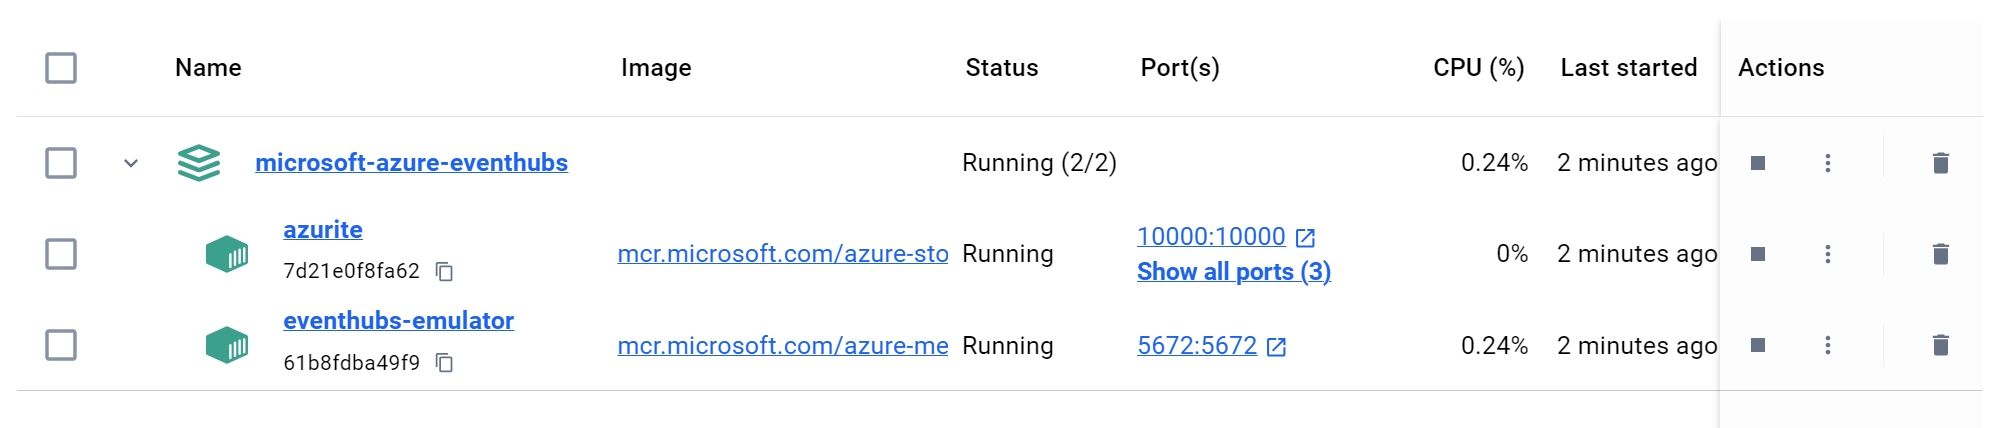 Name Image Status Port(s) CPU (%) Last started Actions
microsoft-azure-eventhubs Running (2/2) 0.24% 2 minutes ago
azurite
7d21e0f8fa62
mcr.microsoft.com/azure-sto Running
10000:10000
Show all ports (3)
0% 2 minutes ago
eventhubs-emulator
61b8fdba49f9
mcr.microsoft.com/azure-me Running 5672:5672 0.24% 2 minutes ago